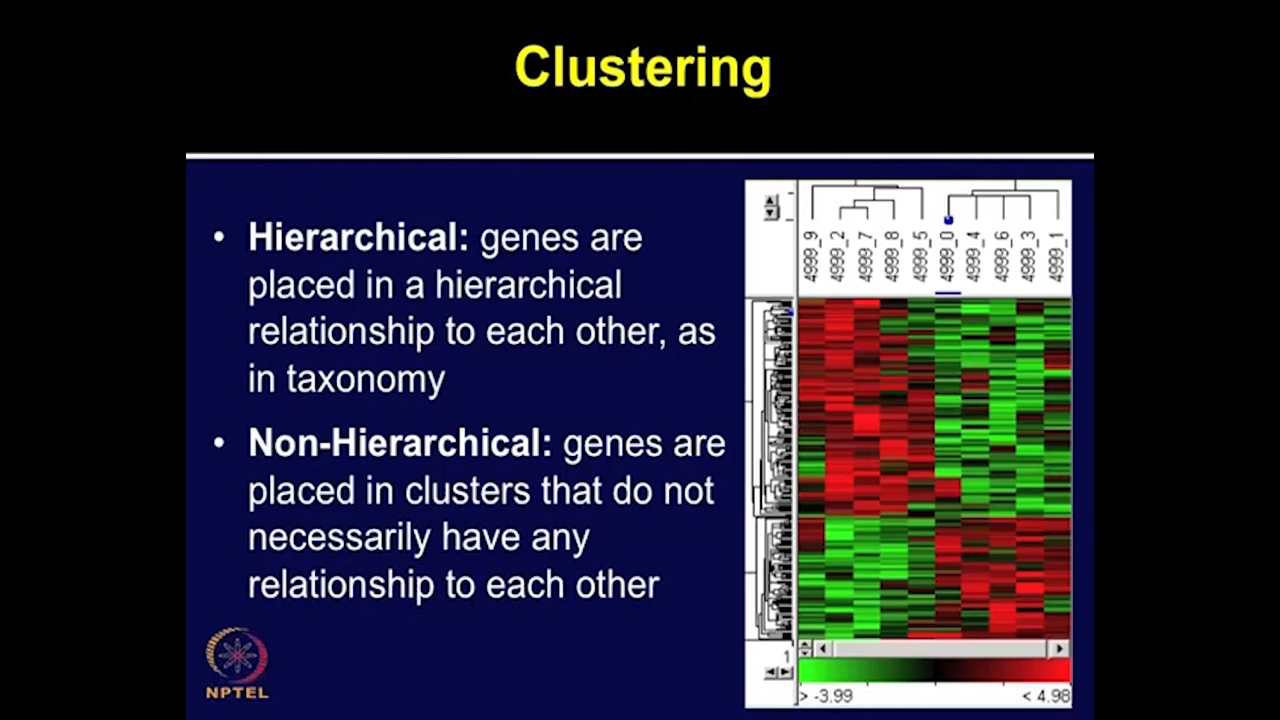 Clustering
• Hierarchical: genes are
placed in a hierarchical
relationship to each other, as
in taxonomy
• Non-Hierarchical: genes are
placed in clusters that do not
necessarily have any
relationship to each other
NPTEL
4999_9
4999_2
4999_7
4999_8
4999_5
4999_0
4999_4
4999_6
4999_3
4999_1
1
> -3.99
< 4.98